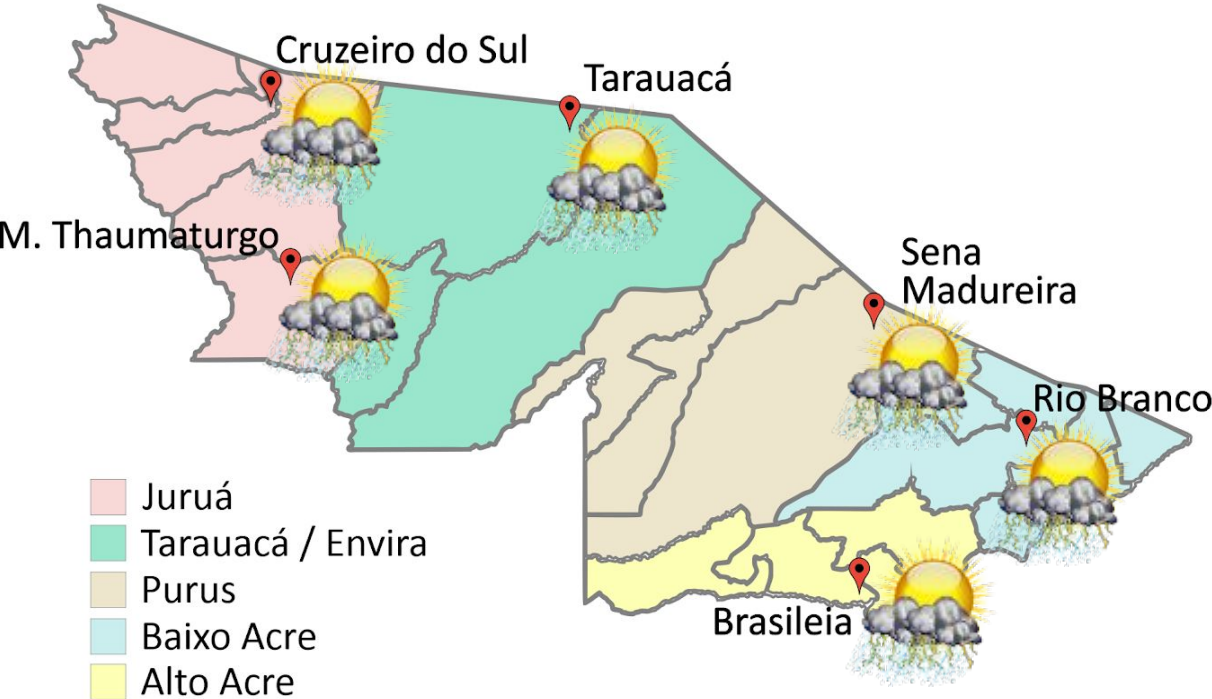 Cruzeiro do Sul
Tarauacá
M. Thaumaturgo
Sena
Madureira
Rio Branco
Brasileia
Juruá
Tarauacá / Envira
Purus
Baixo Acre
Alto Acre